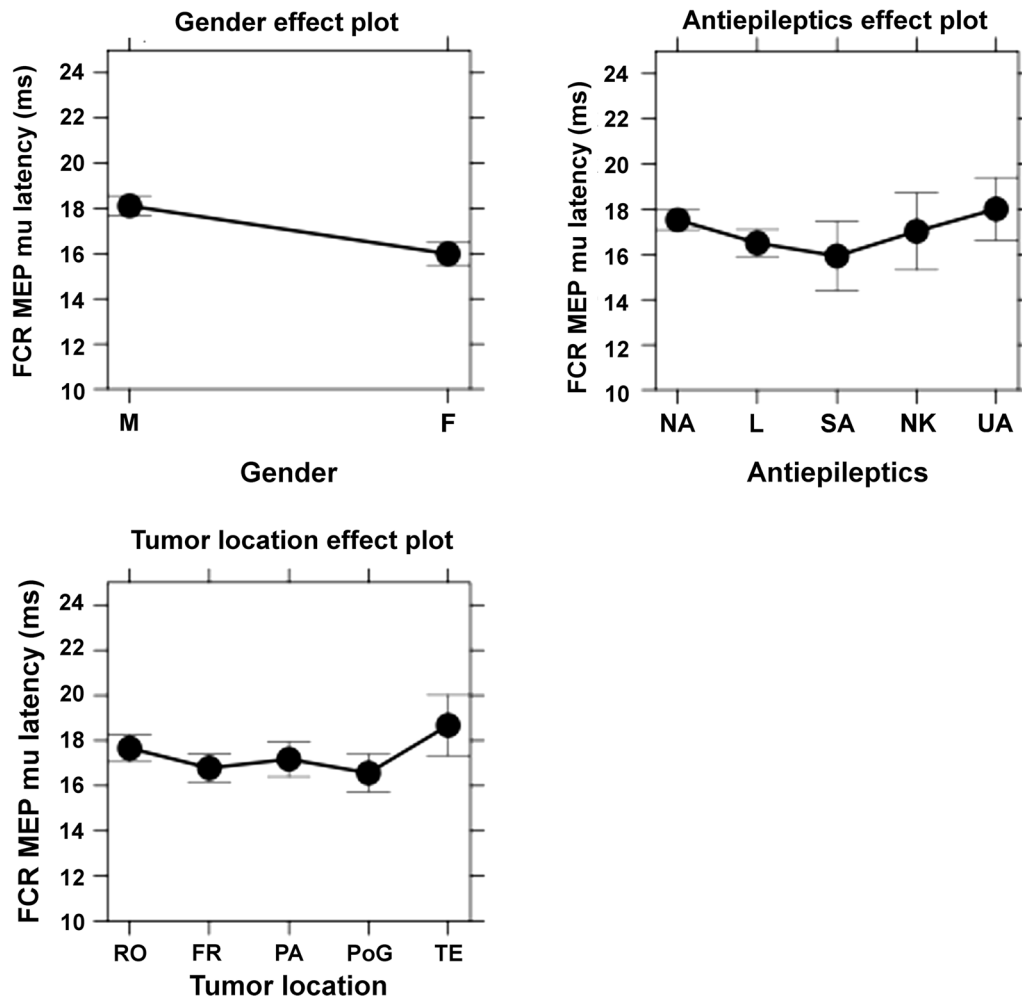 Gender effect plot
FCR MEP mu latency (ms)
24
22
20
18
16
14
12
10
M F
Gender
Antiepileptics effect plot
FCR MEP mu latency (ms)
24
22
20
18
16
14
12
10
NA L SA NK UA
Antiepileptics
Tumor location effect plot
FCR MEP mu latency (ms)
24
22
20
18
16
14
12
10
RO FR PA PoG TE
Tumor location